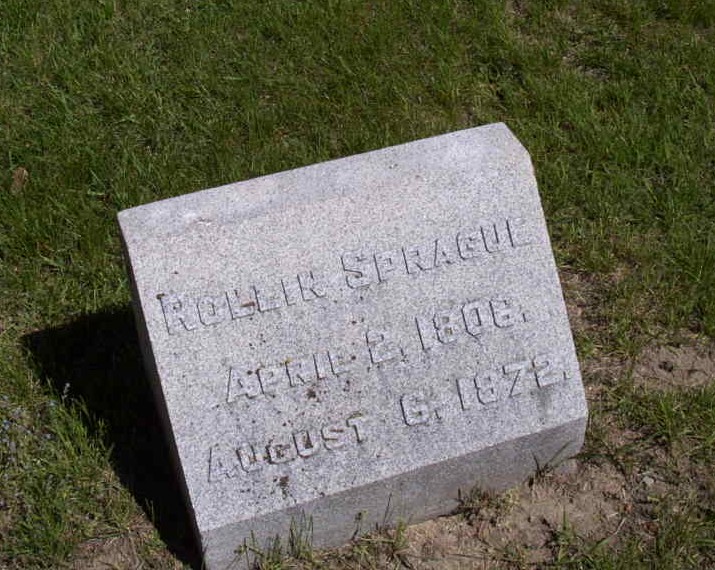 ROLLIN SPRAGUE
APRIL 2, 1808.
AUGUST 6, 1872.